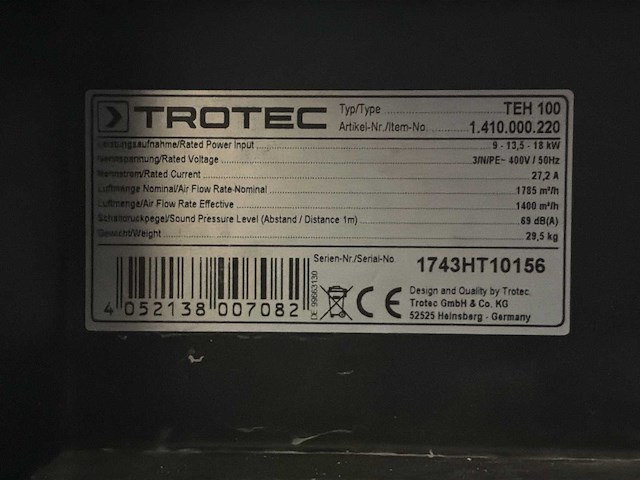 TROTEC
Typ/Type TEH 100
Artikel-Nr./Item-No. 1.410.000.220
Leistungsaufnahme/Rated Power Input 9 - 13,5 - 18 kW
Nennspannung/Rated Voltage 3/N/PE~ 400V / 50Hz
Nennstrom/Rated Current 27,2 A
Luftmenge Nominal/Air Flow Rate-Nominal 1785 m³/h
Luftmenge/Air Flow Rate Effective 1400 m³/h
Schalldruckpegel/Sound Pressure Level (Abstand / Distance 1m) 69 dB(A)
Gewicht/Weight 29,5 kg
Serien-Nr./Serial-No. 1743HT10156
4 052138 007082
DE 99663130
CE
Design and Quality by Trotec
Trotec GmbH & Co. KG
52525 Heinsberg - Germany